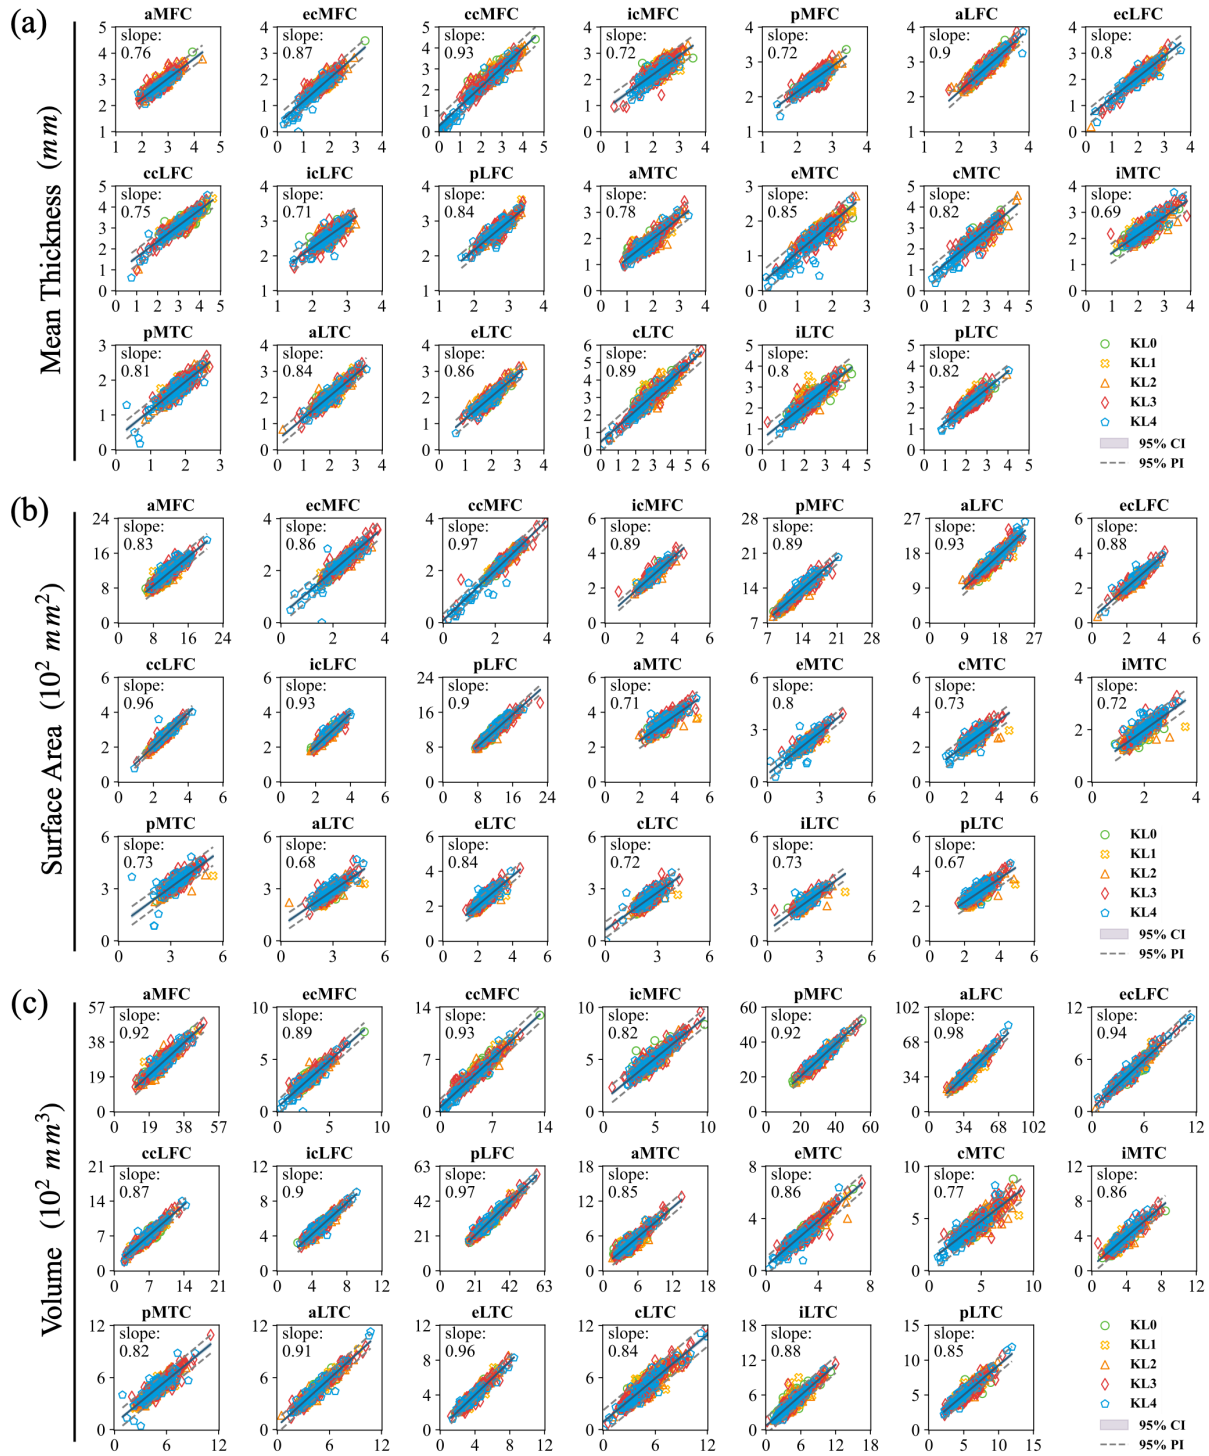 (a)
Mean Thickness (mm)
aMFC ecMFC ccMFC icMFC pMFC aLFC ecLFC
slope: 0.76 slope: 0.87 slope: 0.93 slope: 0.72 slope: 0.72 slope: 0.9 slope: 0.8
ccLFC icLFC pLFC aMTC eMTC cMTC iMTC
slope: 0.75 slope: 0.71 slope: 0.84 slope: 0.78 slope: 0.85 slope: 0.82 slope: 0.69
pMTC aLTC eLTC cLTC iLTC pLTC
slope: 0.81 slope: 0.84 slope: 0.86 slope: 0.89 slope: 0.8 slope: 0.82
KL0
KL1
KL2
KL3
KL4
95% CI
95% PI
(b)
Surface Area (10² mm²)
aMFC ecMFC ccMFC icMFC pMFC aLFC ecLFC
slope: 0.83 slope: 0.86 slope: 0.97 slope: 0.89 slope: 0.89 slope: 0.93 slope: 0.88
ccLFC icLFC pLFC aMTC eMTC cMTC iMTC
slope: 0.96 slope: 0.93 slope: 0.9 slope: 0.71 slope: 0.8 slope: 0.73 slope: 0.72
pMTC aLTC eLTC cLTC iLTC pLTC
slope: 0.73 slope: 0.68 slope: 0.84 slope: 0.72 slope: 0.73 slope: 0.67
KL0
KL1
KL2
KL3
KL4
95% CI
95% PI
(c)
Volume (10² mm³)
aMFC ecMFC ccMFC icMFC pMFC aLFC ecLFC
slope: 0.92 slope: 0.89 slope: 0.93 slope: 0.82 slope: 0.92 slope: 0.98 slope: 0.94
ccLFC icLFC pLFC aMTC eMTC cMTC iMTC
slope: 0.87 slope: 0.9 slope: 0.97 slope: 0.85 slope: 0.86 slope: 0.77 slope: 0.86
pMTC aLTC eLTC cLTC iLTC pLTC
slope: 0.82 slope: 0.91 slope: 0.96 slope: 0.84 slope: 0.88 slope: 0.85
KL0
KL1
KL2
KL3
KL4
95% CI
95% PI